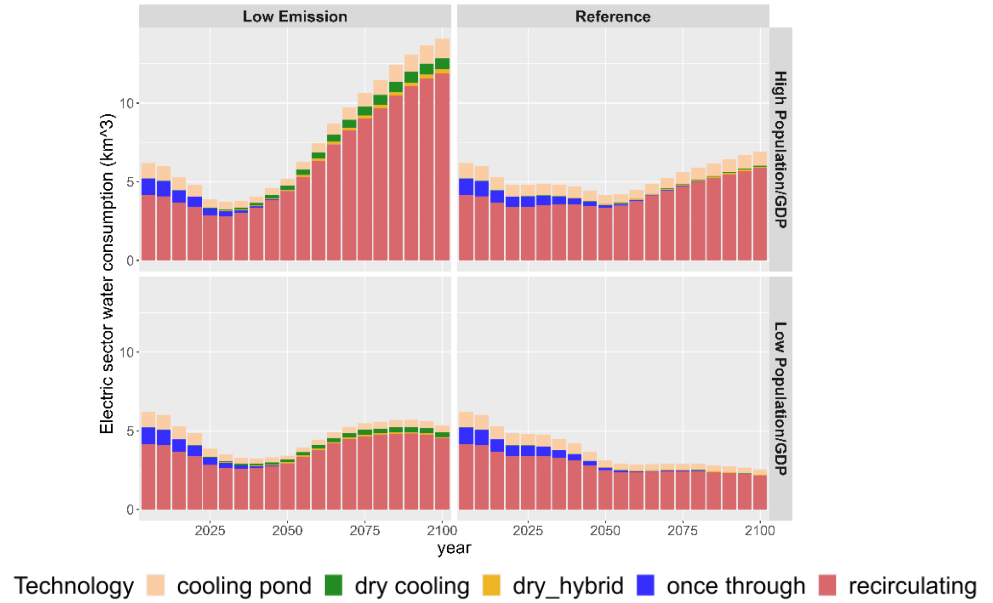 Low Emission
Reference
Electric sector water consumption (km^3)
10
5
0
High Population/GDP
10
5
0
Low Population/GDP
2025 2050 2075 2100
2025 2050 2075 2100
year
Technology cooling pond dry cooling dry_hybrid once through recirculating